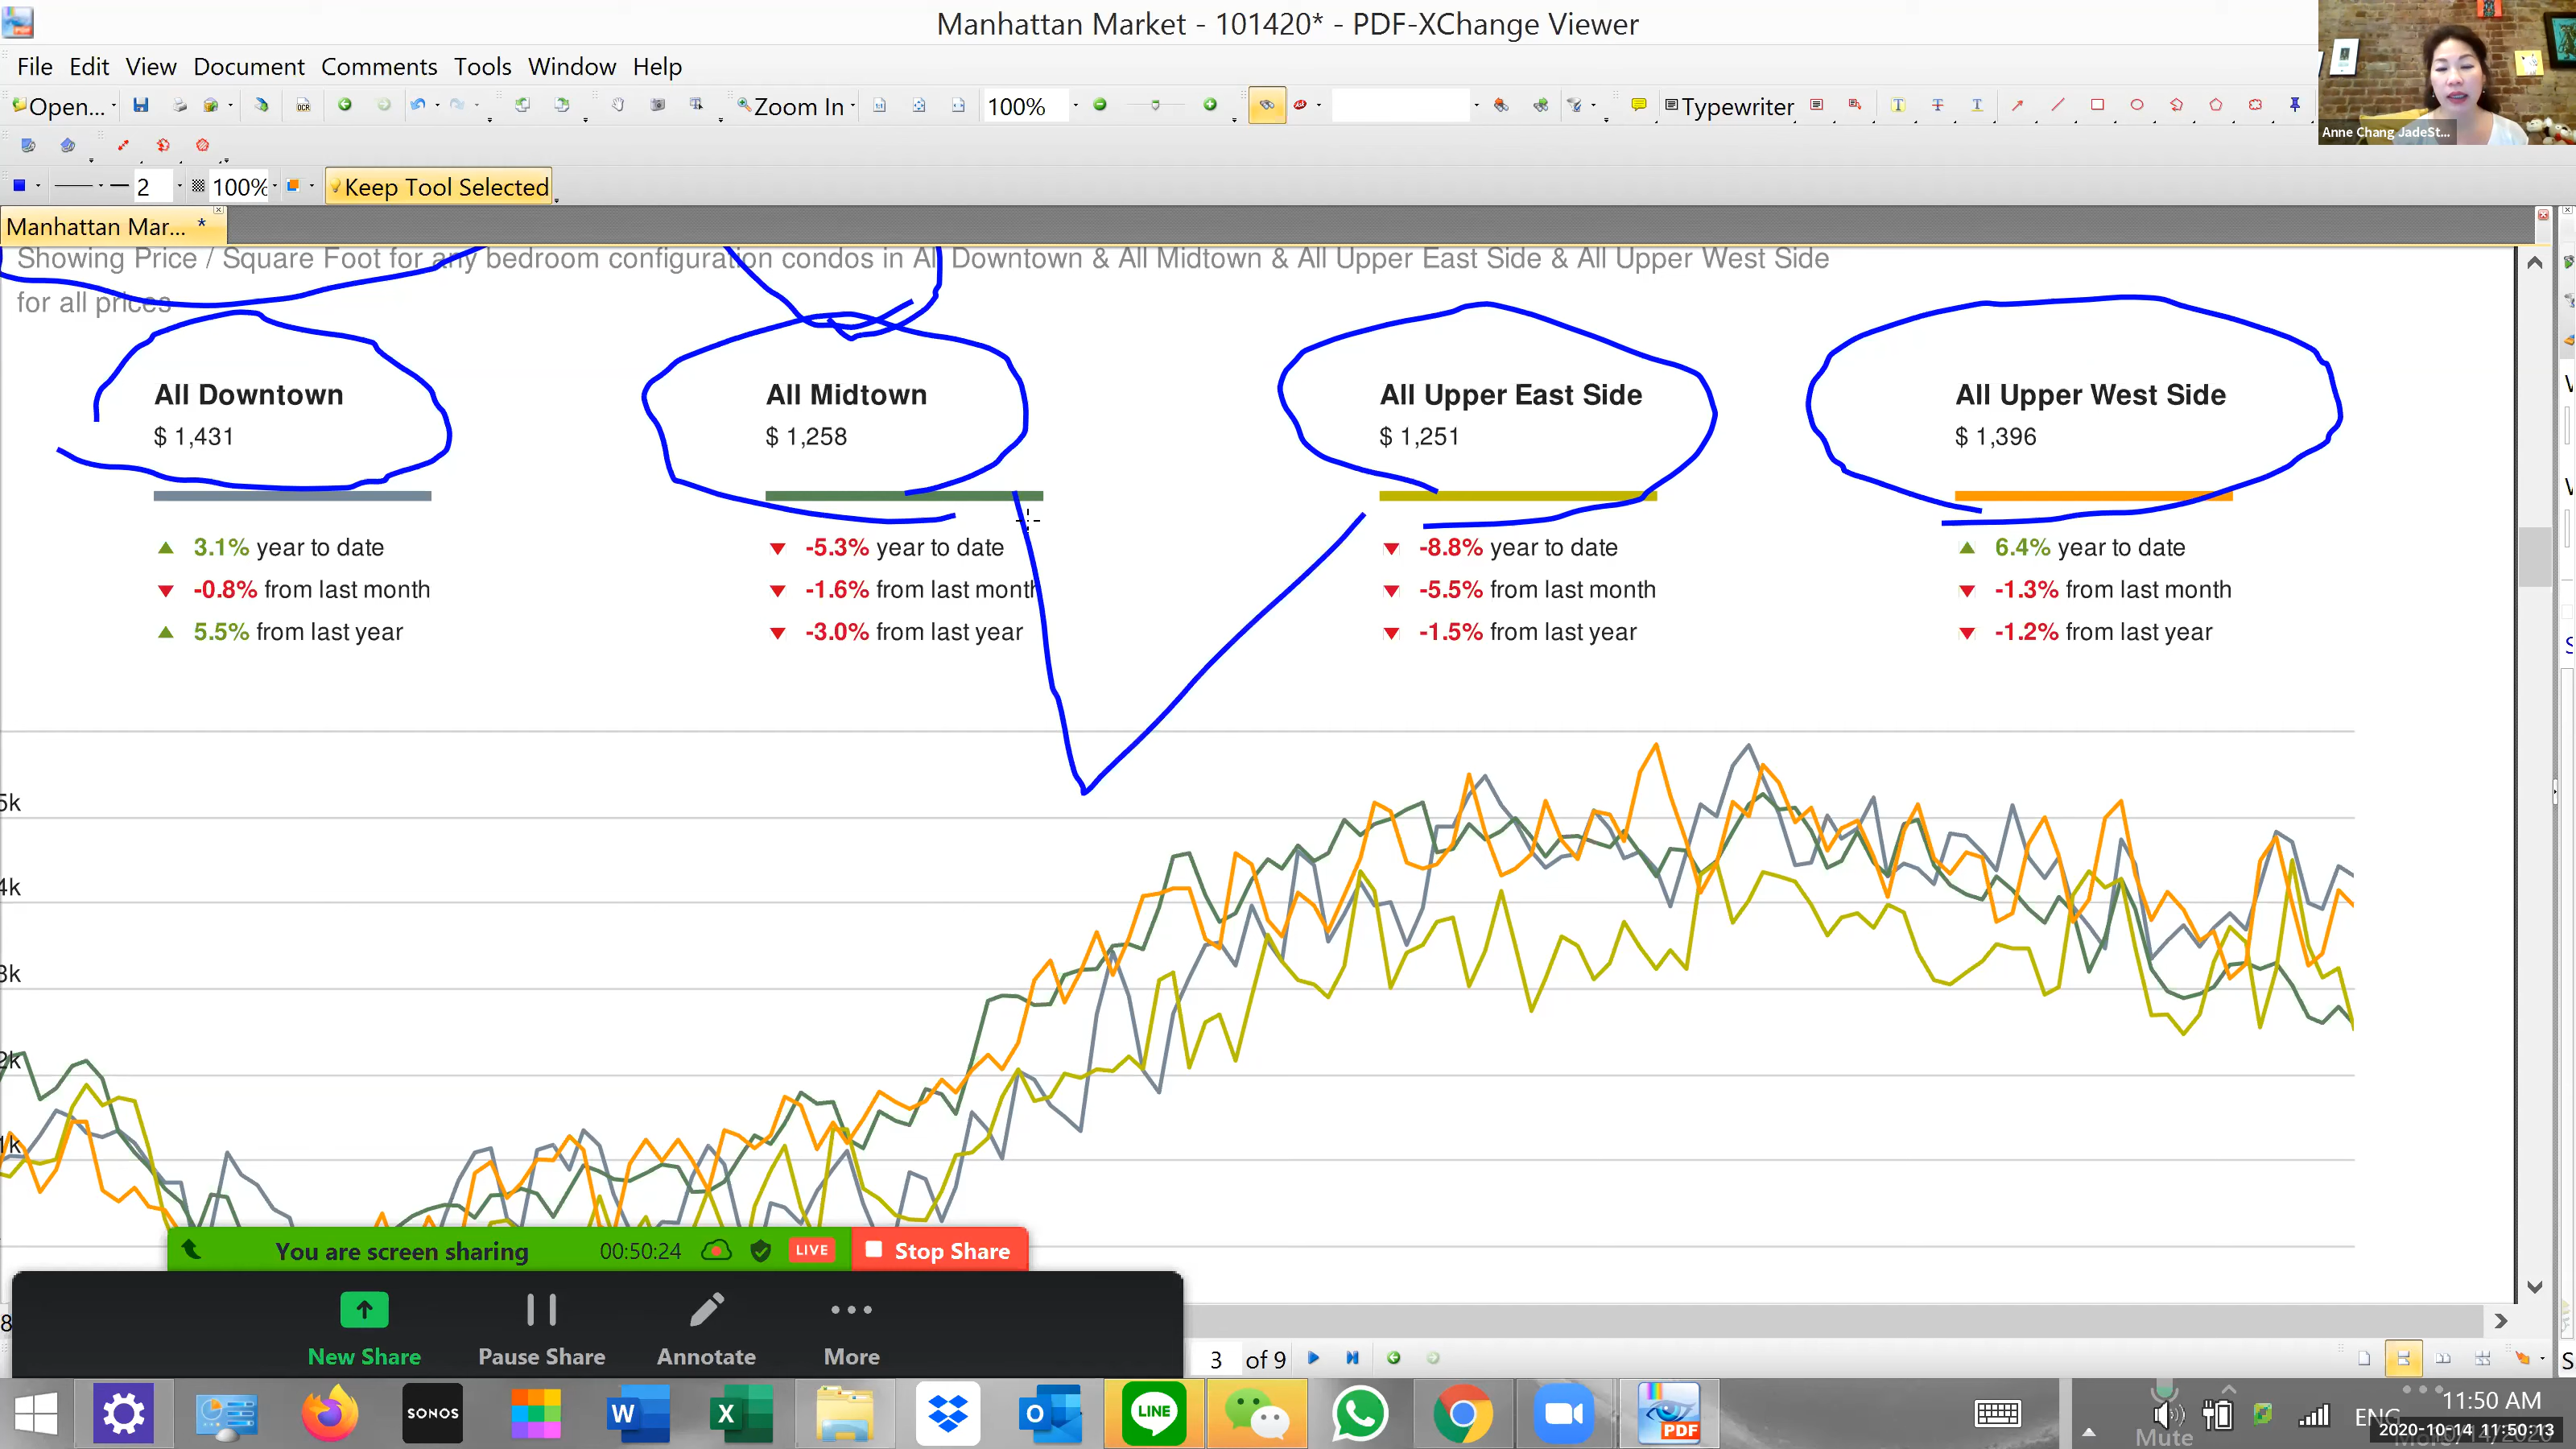 Manhattan Market - 101420* - PDF-XChange Viewer
File Edit View Document Comments Tools Window Help
Open... Zoom In 100% Typewriter
Anne Chang JadeSt...
2 100% Keep Tool Selected
Manhattan Mar... *
Showing Price / Square Foot for any bedroom configuration condos in All Downtown & All Midtown & All Upper East Side & All Upper West Side
for all prices
All Downtown
$ 1,431
3.1% year to date
-0.8% from last month
5.5% from last year
All Midtown
$ 1,258
-5.3% year to date
-1.6% from last month
-3.0% from last year
All Upper East Side
$ 1,251
-8.8% year to date
-5.5% from last month
-1.5% from last year
All Upper West Side
$ 1,396
6.4% year to date
-1.3% from last month
-1.2% from last year
5k
4k
3k
2k
1k
You are screen sharing 00:50:24 LIVE Stop Share
New Share Pause Share Annotate More
3 of 9
SONOS
W
X
O
LINE
PDF
ENG
11:50 AM
2020-10-14 11:50:13
Mute